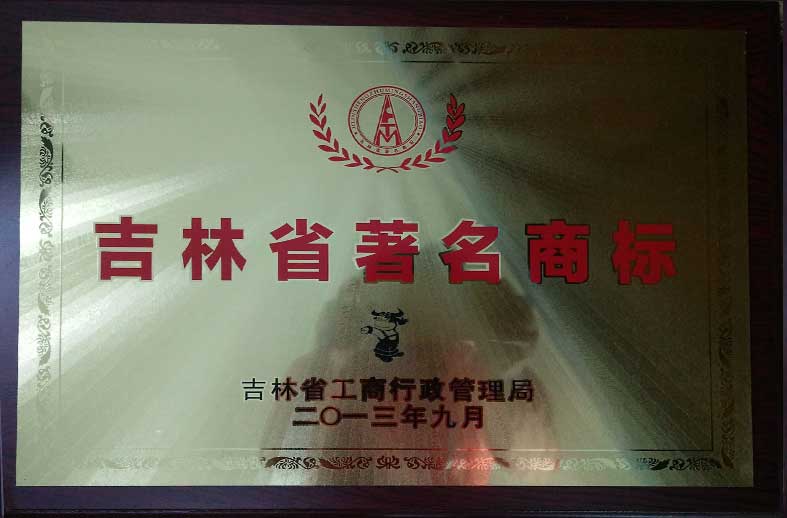 吉林省著名商标
吉林省工商行政管理局
二〇一三年九月